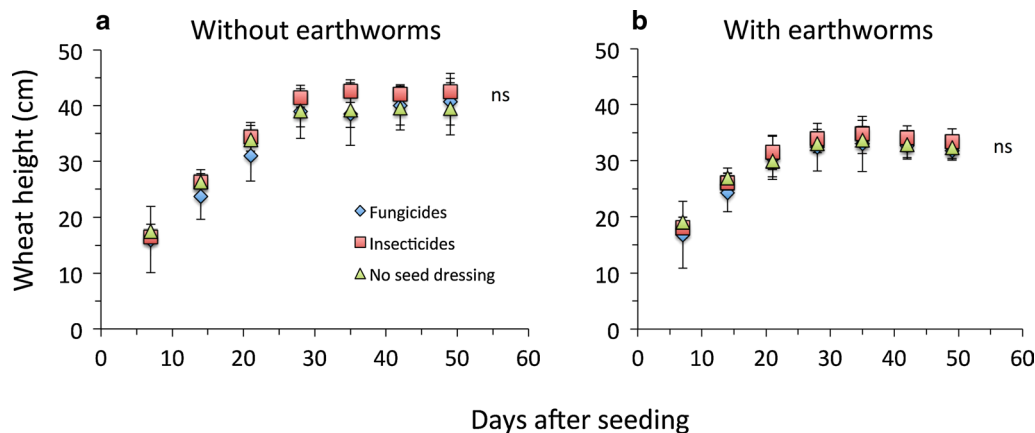 a
Without earthworms
Wheat height (cm)
50
40
30
20
10
0
ns
Fungicides
Insecticides
No seed dressing
0 10 20 30 40 50 60
b
With earthworms
50
40
30
20
10
0
ns
0 10 20 30 40 50 60
Days after seeding